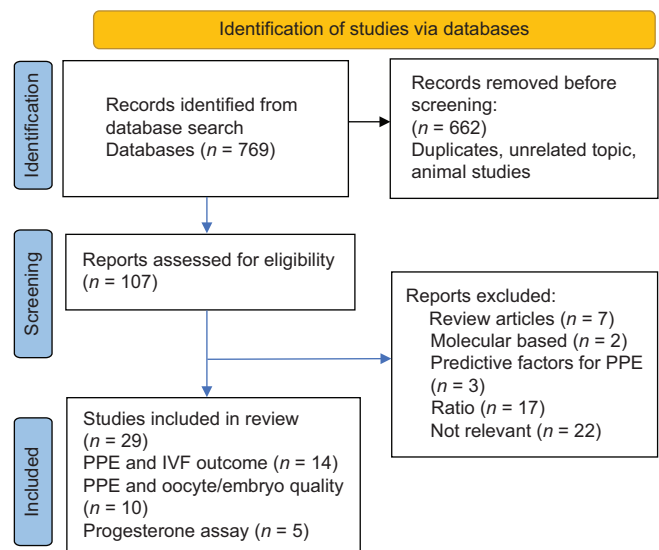 Identification of studies via databases
Identification
Records identified from
database search
Databases (n = 769)
Records removed before
screening:
(n = 662)
Duplicates, unrelated topic,
animal studies
Screening
Reports assessed for eligibility
(n = 107)
Reports excluded:
Review articles (n = 7)
Molecular based (n = 2)
Predictive factors for PPE
(n = 3)
Ratio (n = 17)
Not relevant (n = 22)
Included
Studies included in review
(n = 29)
PPE and IVF outcome (n = 14)
PPE and oocyte/embryo quality
(n = 10)
Progesterone assay (n = 5)